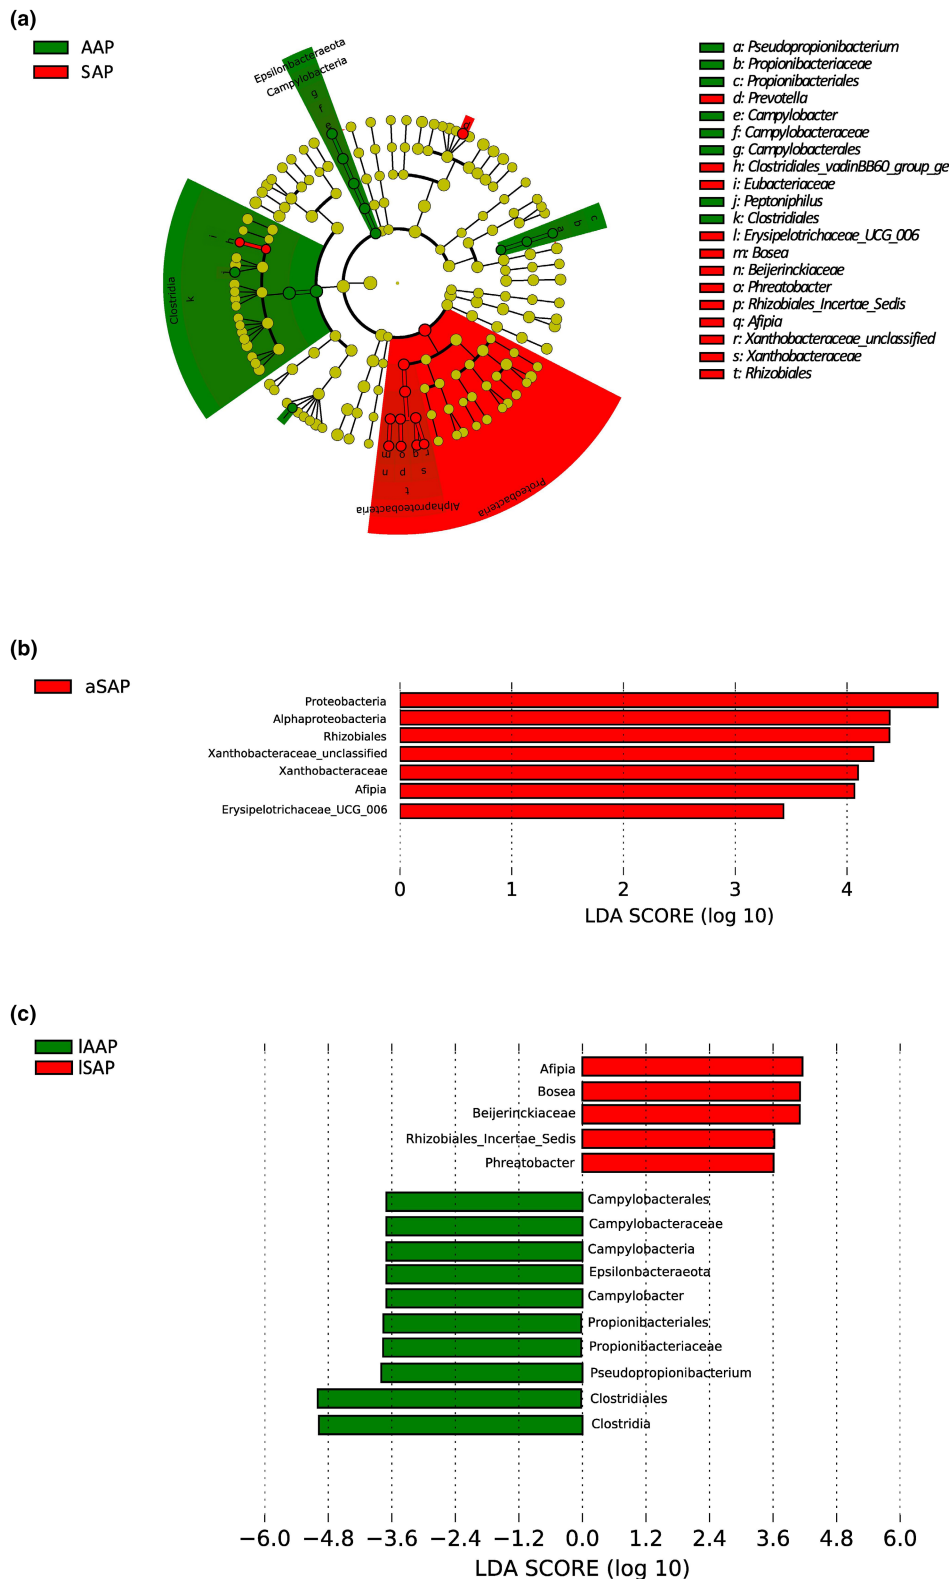 (a)
AAP
SAP
Epsilonbacteraeota
Campylobacteria
g
f
e
d
c
b
a
Clostridia
k
l
h
j
m
o
q
r
n
p
s
t
Alphaproteobacteria
Proteobacteria
a: Pseudopropionibacterium
b: Propionibacteriaceae
c: Propionibacteriales
d: Prevotella
e: Campylobacter
f: Campylobacteraceae
g: Campylobacterales
h: Clostridiales_vadinBB60_group_ge
i: Eubacteriaceae
j: Peptoniphilus
k: Clostridiales
l: Erysipelotrichaceae_UCG_006
m: Bosea
n: Beijerinckiaceae
o: Phreatobacter
p: Rhizobiales_Incertae_Sedis
q: Afipia
r: Xanthobacteraceae_unclassified
s: Xanthobacteraceae
t: Rhizobiales
(b)
aSAP
Proteobacteria
Alphaproteobacteria
Rhizobiales
Xanthobacteraceae_unclassified
Xanthobacteraceae
Afipia
Erysipelotrichaceae_UCG_006
0 1 2 3 4
LDA SCORE (log 10)
(c)
lAAP
lSAP
Afipia
Bosea
Beijerinckiaceae
Rhizobiales_Incertae_Sedis
Phreatobacter
Campylobacterales
Campylobacteraceae
Campylobacteria
Epsilonbacteraeota
Campylobacter
Propionibacteriales
Propionibacteriaceae
Pseudopropionibacterium
Clostridiales
Clostridia
−6.0 −4.8 −3.6 −2.4 −1.2 0.0 1.2 2.4 3.6 4.8 6.0
LDA SCORE (log 10)